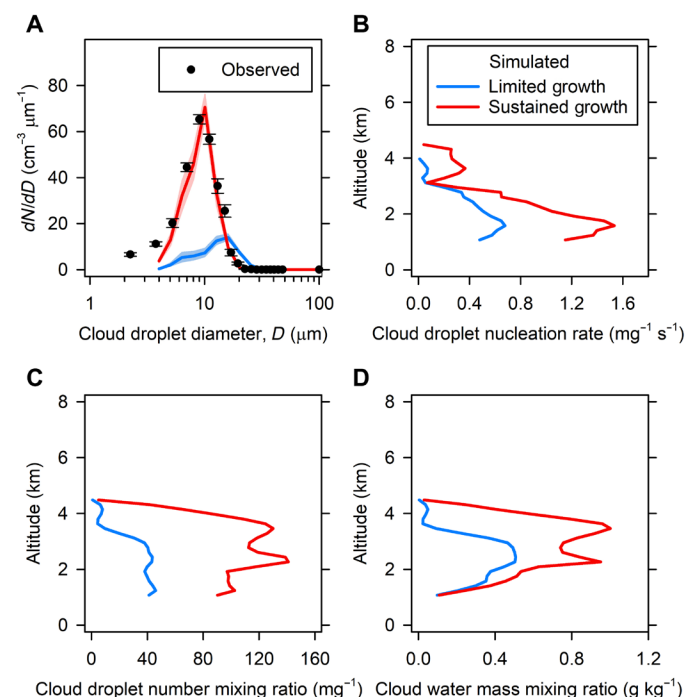 A
B
Observed
Simulated
Limited growth
Sustained growth
dN/dD (cm⁻³ μm⁻¹)
80
60
40
20
0
1
10
100
Cloud droplet diameter, D (μm)
Altitude (km)
8
6
4
2
0
0.0
0.4
0.8
1.2
1.6
Cloud droplet nucleation rate (mg⁻¹ s⁻¹)
C
D
Altitude (km)
8
6
4
2
0
0
40
80
120
160
Cloud droplet number mixing ratio (mg⁻¹)
Altitude (km)
8
6
4
2
0
0.0
0.4
0.8
1.2
Cloud water mass mixing ratio (g kg⁻¹)